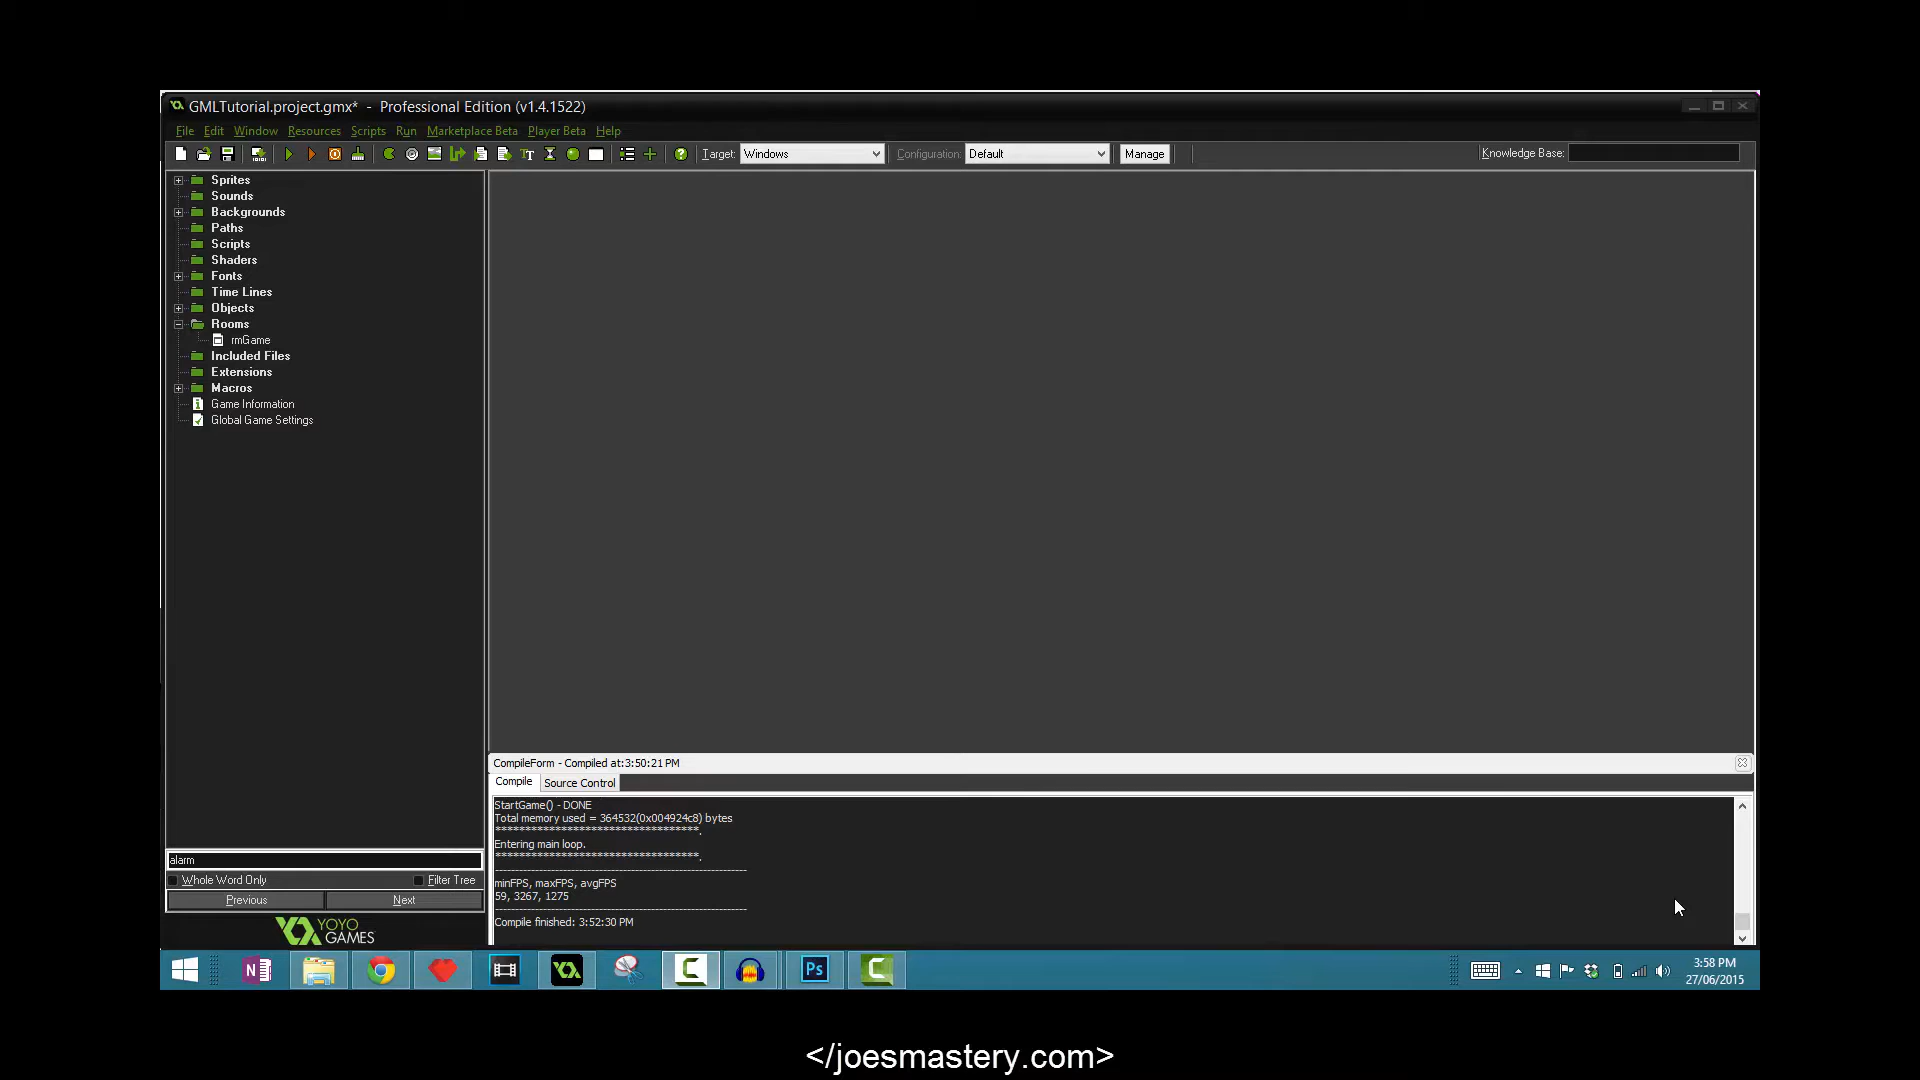 GMLTutorial.project.gmx* - Professional Edition (v1.4.1522)
File Edit Window Resources Scripts Run Marketplace Beta Player Beta Help
Target: Windows Configuration: Default Manage Knowledge Base:
Sprites
Sounds
Backgrounds
Paths
Scripts
Shaders
Fonts
Time Lines
Objects
Rooms
rmGame
Included Files
Extensions
Macros
Game Information
Global Game Settings
CompileForm - Compiled at:3:50:21 PM
Compile Source Control
StartGame() - DONE
Total memory used = 364532(0x004924c8) bytes
**********************************.
Entering main loop.
**********************************.
minFPS, maxFPS, avgFPS
59, 3267, 1275
Compile finished: 3:52:30 PM
alarm
Whole Word Only Filter Tree
Previous Next
YOYO
GAMES
3:58 PM
27/06/2015
</joesmastery.com>